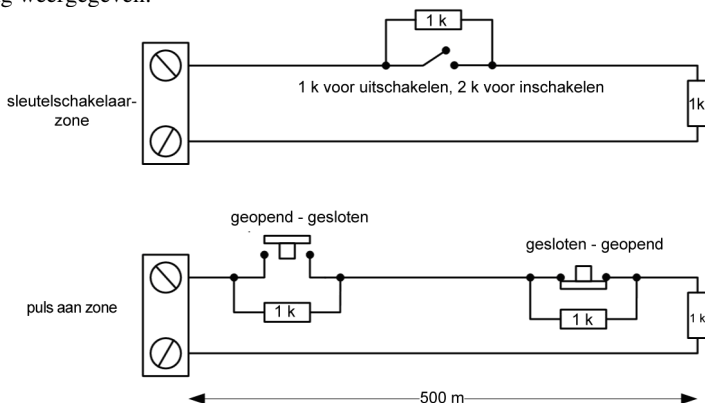 g weergegeven.
1 k
1 k voor uitschakelen, 2 k voor inschakelen
sleutelschakelaar-
zone
1k
geopend - gesloten
gesloten - geopend
puls aan zone
1 k
1 k
1 k
500 m